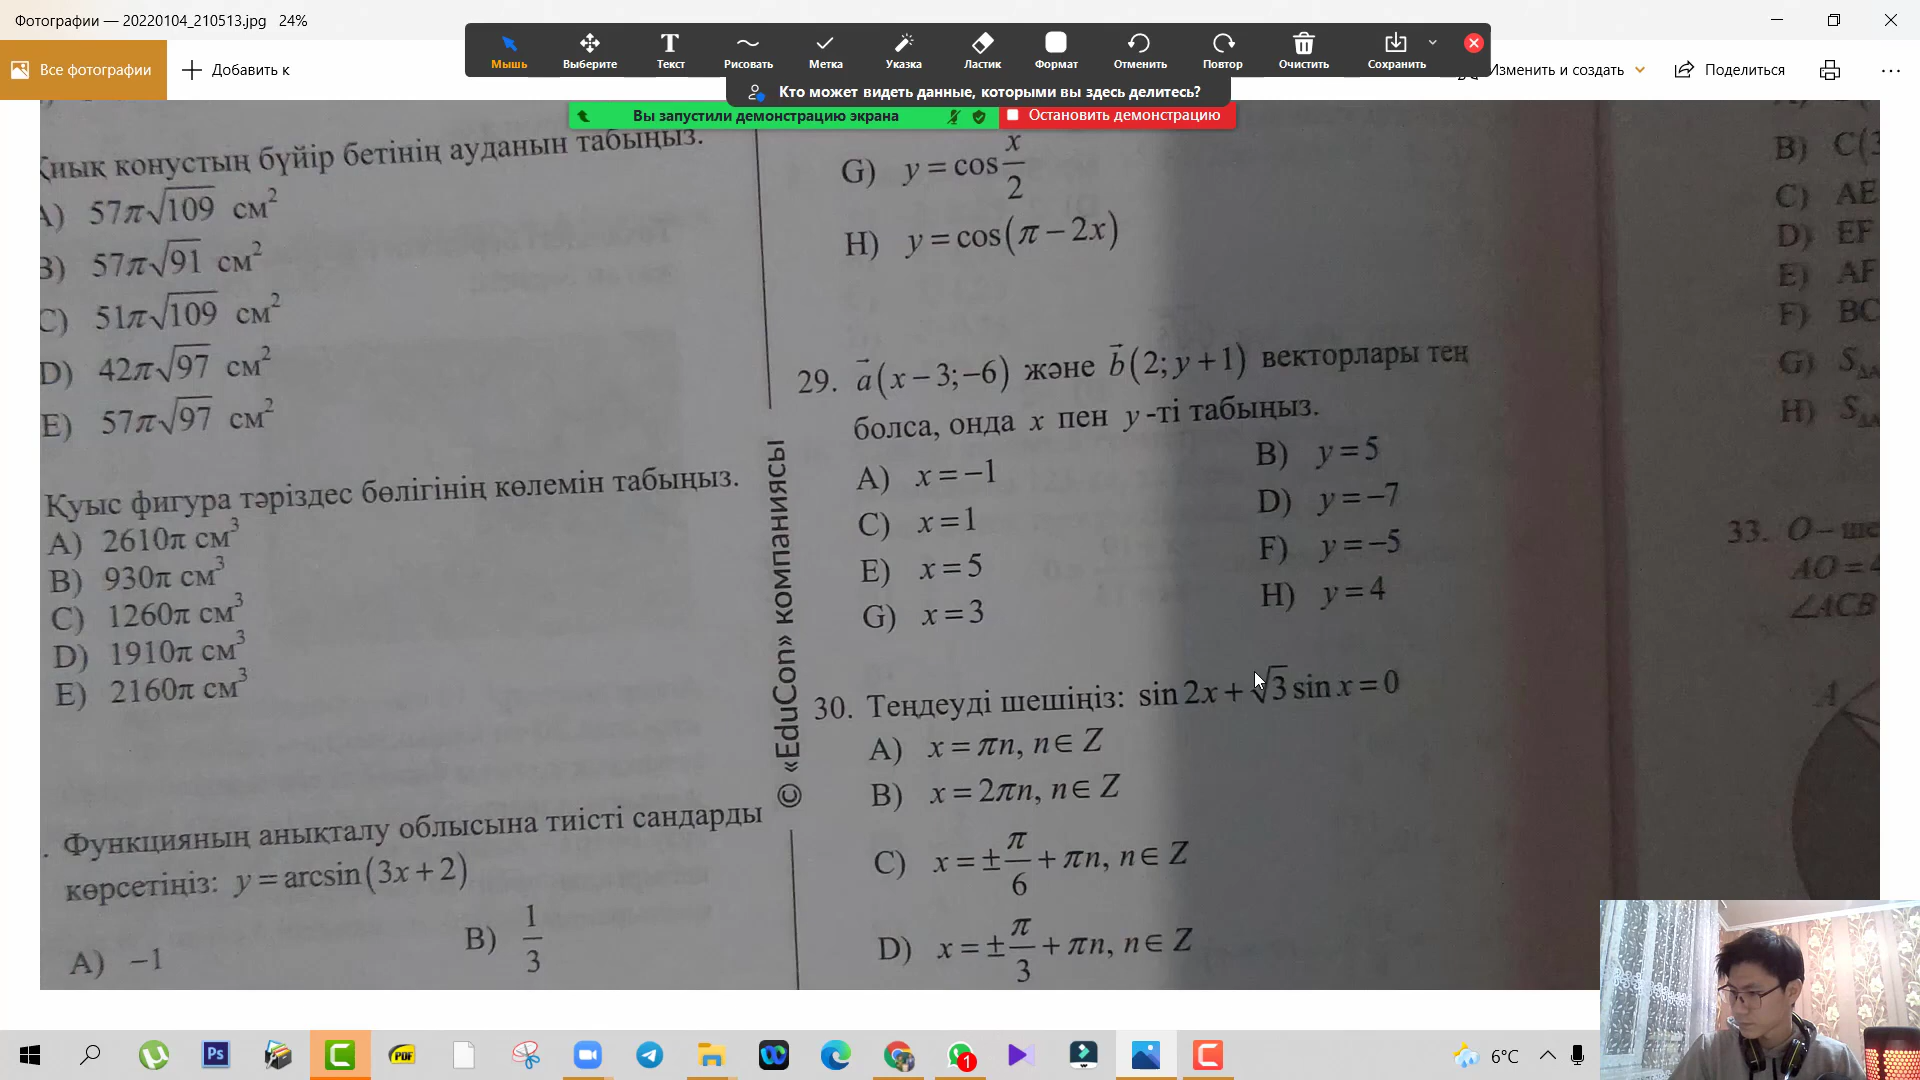 Фотографии — 20220104_210513.jpg 24%
Мышь Выберите Текст Рисовать Метка Указка Ластик Формат Отменить Повтор Очистить Сохранить
Все фотографии
Добавить к
Изменить и создать
Поделиться
Кто может видеть данные, которыми вы здесь делитесь?
Вы запустили демонстрацию экрана
Остановить демонстрацию
Қиық конустың бүйір бетінің ауданын табыңыз.
A) 57π√109 см²
B) 57π√91 см²
C) 51π√109 см²
D) 42π√97 см²
E) 57π√97 см²
Қуыс фигура тәріздес бөлігінің көлемін табыңыз.
A) 2610π см³
B) 930π см³
C) 1260π см³
D) 1910π см³
E) 2160π см³
. Функцияның анықталу облысына тиісті сандарды
көрсетіңіз: y = arcsin(3x + 2)
A) −1
B) 1/3
© «EduCon» компаниясы
G) y = cos x/2
H) y = cos(π − 2x)
29. a⃗(x − 3; −6) және b⃗(2; y + 1) векторлары тең
болса, онда x пен y -ті табыңыз.
A) x = −1
B) y = 5
C) x = 1
D) y = −7
E) x = 5
F) y = −5
G) x = 3
H) y = 4
30. Теңдеуді шешіңіз: sin 2x + √3 sin x = 0
A) x = πn, n ∈ Z
B) x = 2πn, n ∈ Z
C) x = ± π/6 + πn, n ∈ Z
D) x = ± π/3 + πn, n ∈ Z
B) C(3
C) AE
D) EF
E) AF
F) BC
G) S
H) S
33. O –
AO =
∠ACB
A
Ps
PDF
1
6°C